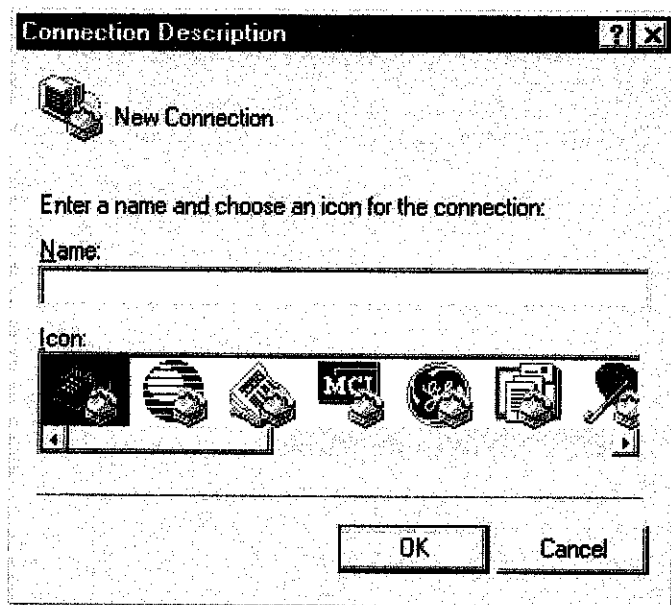 Connection Description
New Connection
Enter a name and choose an icon for the connection:
Name:
Icon:
MCI
OK
Cancel